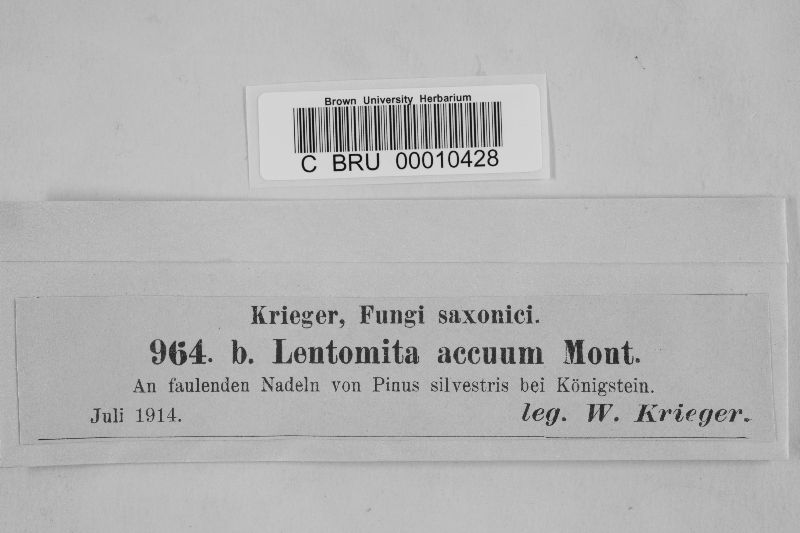 Brown University Herbarium
C BRU 00010428
Krieger, Fungi saxonici.
964. b. Lentomita accuum Mont.
An faulenden Nadeln von Pinus silvestris bei Königstein.
Juli 1914. leg. W. Krieger.